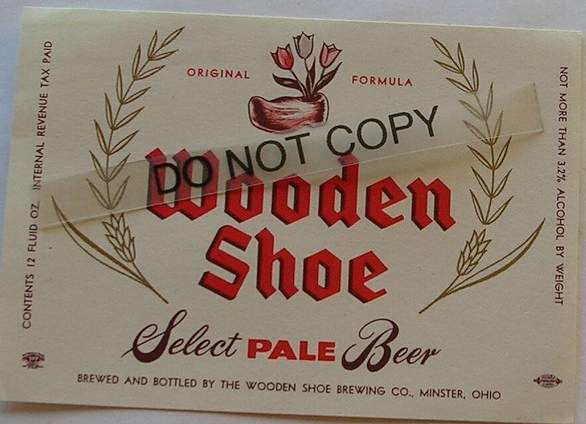 ORIGINAL FORMULA
DO NOT COPY
Wooden
Shoe
Select PALE Beer
BREWED AND BOTTLED BY THE WOODEN SHOE BREWING CO., MINSTER, OHIO
CONTENTS 12 FLUID OZ. INTERNAL REVENUE TAX PAID
NOT MORE THAN 3.2% ALCOHOL BY WEIGHT